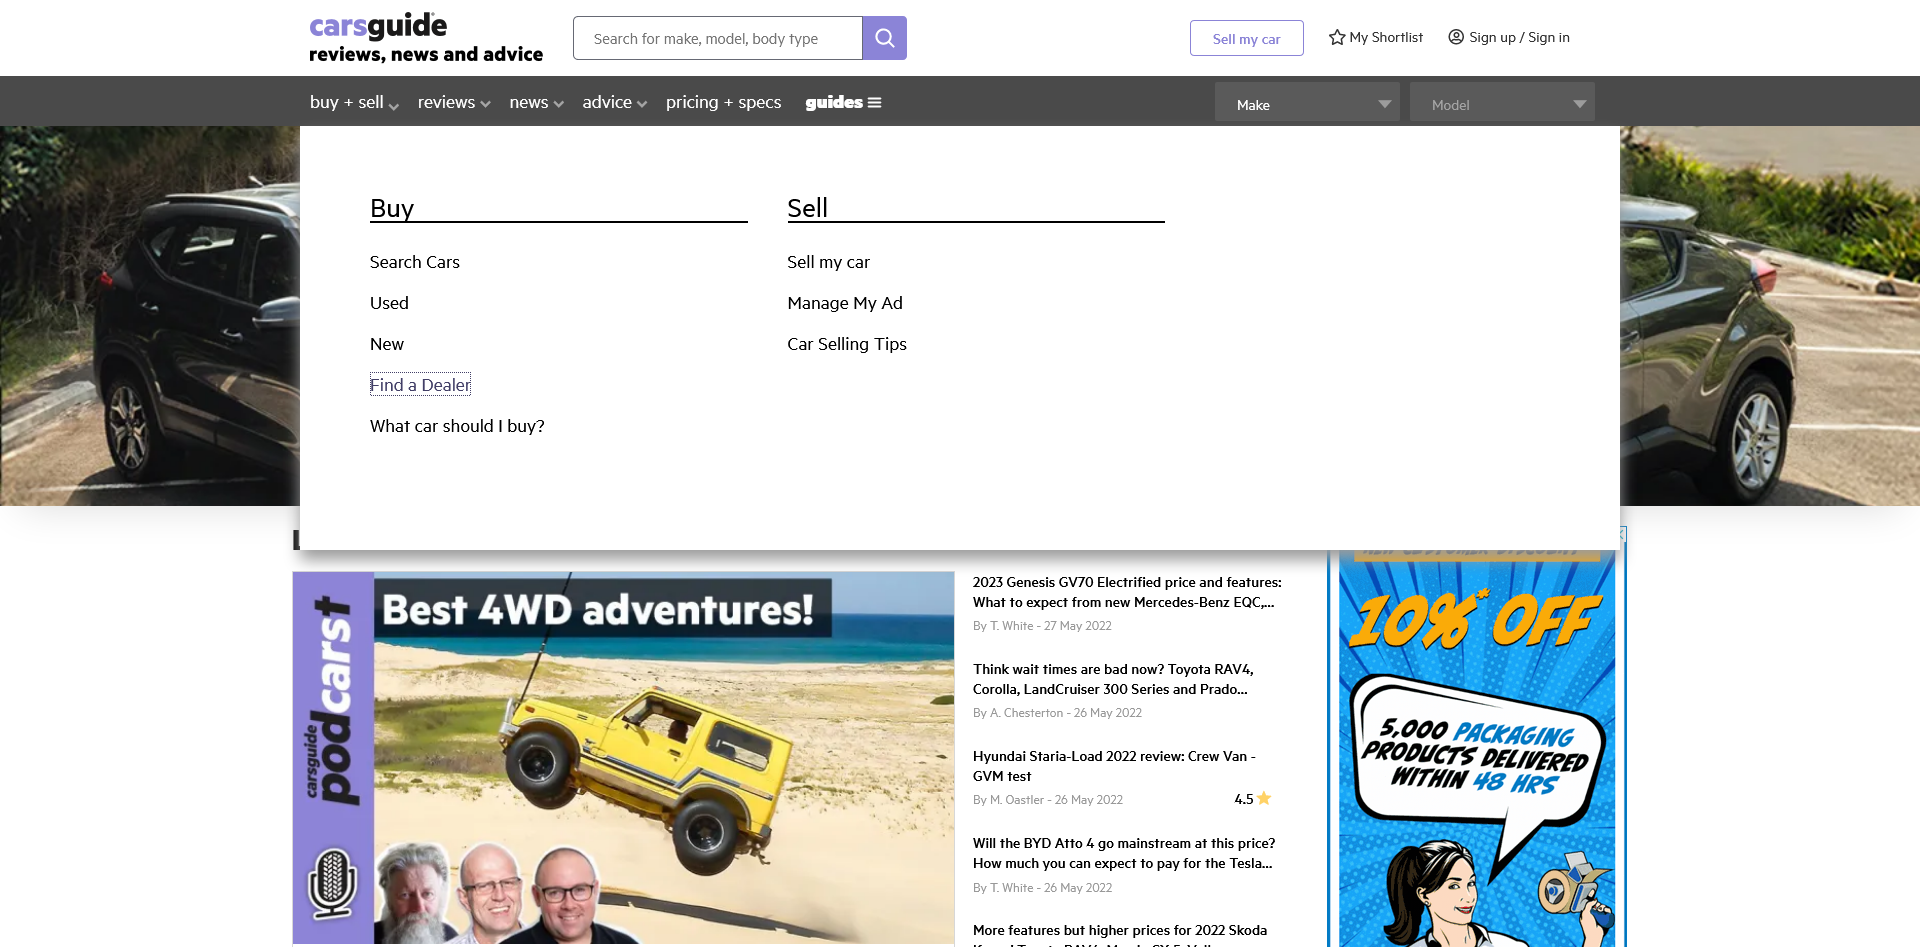 carsguide
reviews, news and advice
Search for make, model, body type
Sell my car
My Shortlist
Sign up / Sign in
buy + sell
reviews
news
advice
pricing + specs
guides
Make
Model
Buy
Search Cars
Used
New
Find a Dealer
What car should I buy?
Sell
Sell my car
Manage My Ad
Car Selling Tips
carsguide
podcarst
Best 4WD adventures!
2023 Genesis GV70 Electrified price and features:
What to expect from new Mercedes-Benz EQC,...
By T. White - 27 May 2022
Think wait times are bad now? Toyota RAV4,
Corolla, LandCruiser 300 Series and Prado...
By A. Chesterton - 26 May 2022
Hyundai Staria-Load 2022 review: Crew Van -
GVM test
By M. Oastler - 26 May 2022
4.5
Will the BYD Atto 4 go mainstream at this price?
How much you can expect to pay for the Tesla...
By T. White - 26 May 2022
More features but higher prices for 2022 Skoda
10%* OFF
5,000 PACKAGING
PRODUCTS DELIVERED
WITHIN 48 HRS